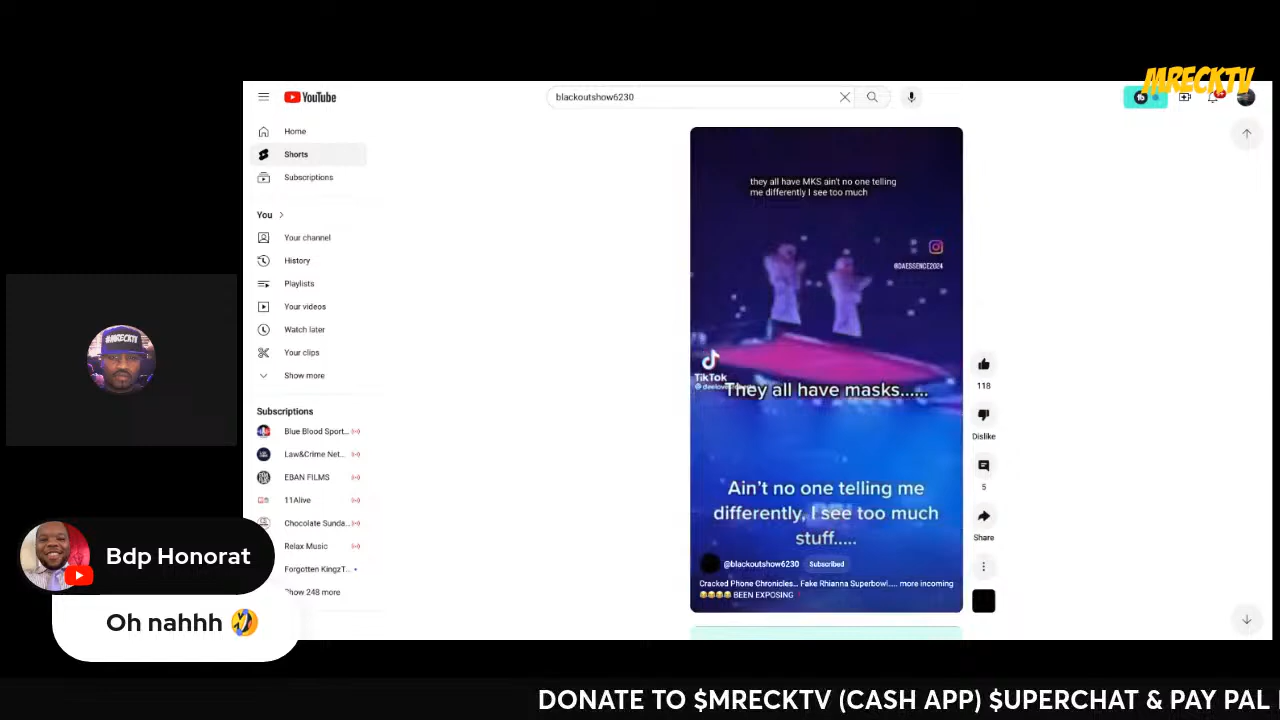 MRECKTV
YouTube
blackoutshow6230
9+
Home
Shorts
Subscriptions
You
Your channel
History
Playlists
Your videos
Watch later
Your clips
Show more
Subscriptions
Blue Blood Sport...
Law&Crime Net...
EBAN FILMS
11Alive
Chocolate Sunda...
Relax Music
Forgotten KingzT...
Show 248 more
they all have MKS ain't no one telling
me differently I see too much
@DAESSENCE2024
TikTok
They all have masks......
Ain't no one telling me
differently, I see too much
stuff.....
@blackoutshow6230 Subscribed
Cracked Phone Chronicles... Fake Rhianna Superbowl..... more incoming
😂😂😂😂 BEEN EXPOSING
118
Dislike
5
Share
#MRECKTV
Bdp Honorat
Oh nahhh 🤣
DONATE TO $MRECKTV (CASH APP) $UPERCHAT & PAY PAL